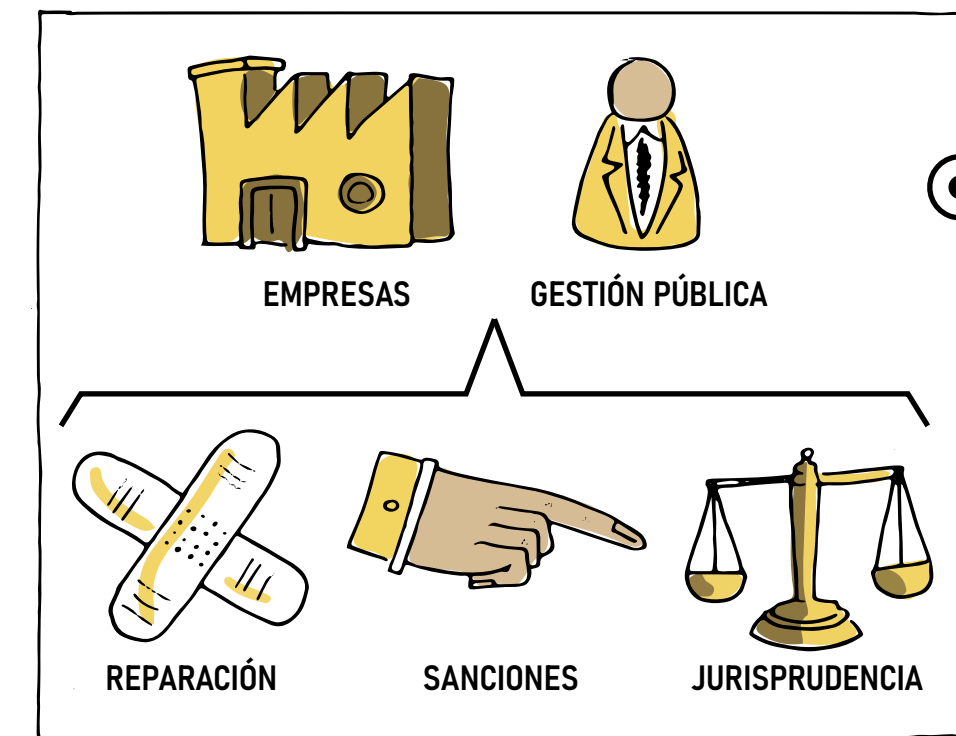 EMPRESAS
GESTIÓN PÚBLICA
REPARACIÓN
SANCIONES
JURISPRUDENCIA